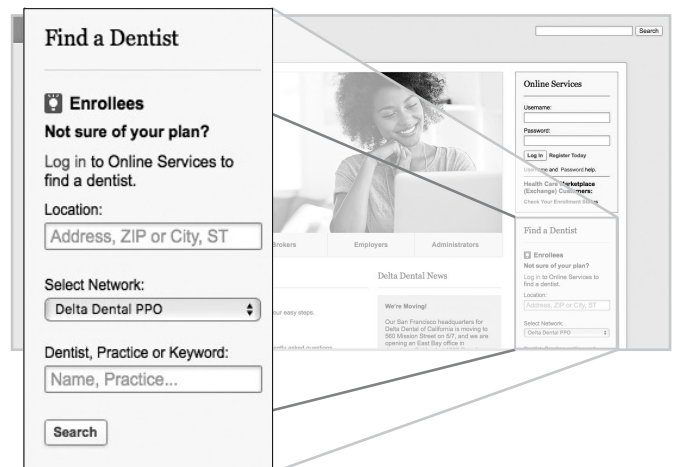 Find a Dentist
Enrollees
Not sure of your plan?
Log in to Online Services to
find a dentist.
Location:
Address, ZIP or City, ST
Select Network:
Delta Dental PPO
Dentist, Practice or Keyword:
Name, Practice...
Search
Search
Online Services
Username:
Password:
Log In Register Today
Username and Password help.
Health Care Marketplace
(Exchange) Customers:
Check Your Enrollment Status
Find a Dentist
Enrollees
Not sure of your plan?
Log in to Online Services to
find a dentist.
Location:
Address, ZIP or City, ST
Select Network:
Delta Dental PPO
Brokers
Employers
Administrators
Delta Dental News
We're Moving!
Our San Francisco headquarters for
Delta Dental of California is moving to
560 Mission Street on 5/7, and we are
opening an East Bay office in
our easy steps.
asked questions